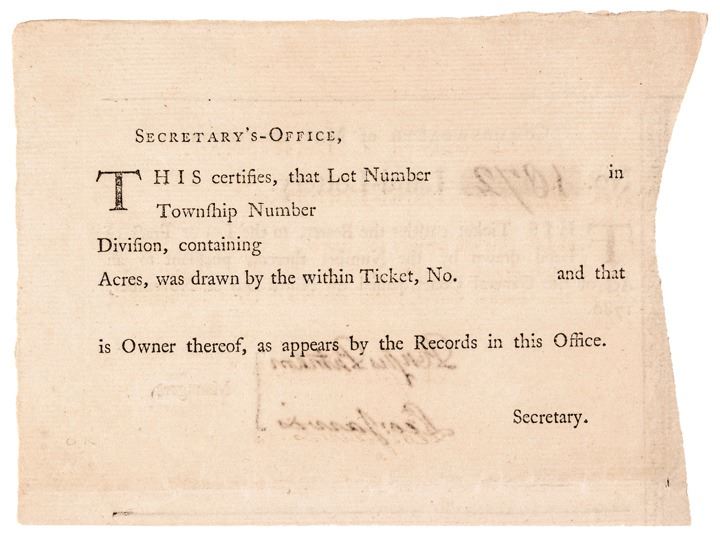 SECRETARY'S-OFFICE,
THIS certifies, that Lot Number in
Townſhip Number
Diviſion, containing
Acres, was drawn by the within Ticket, No. and that
is Owner thereof, as appears by the Records in this Office.
Secretary.